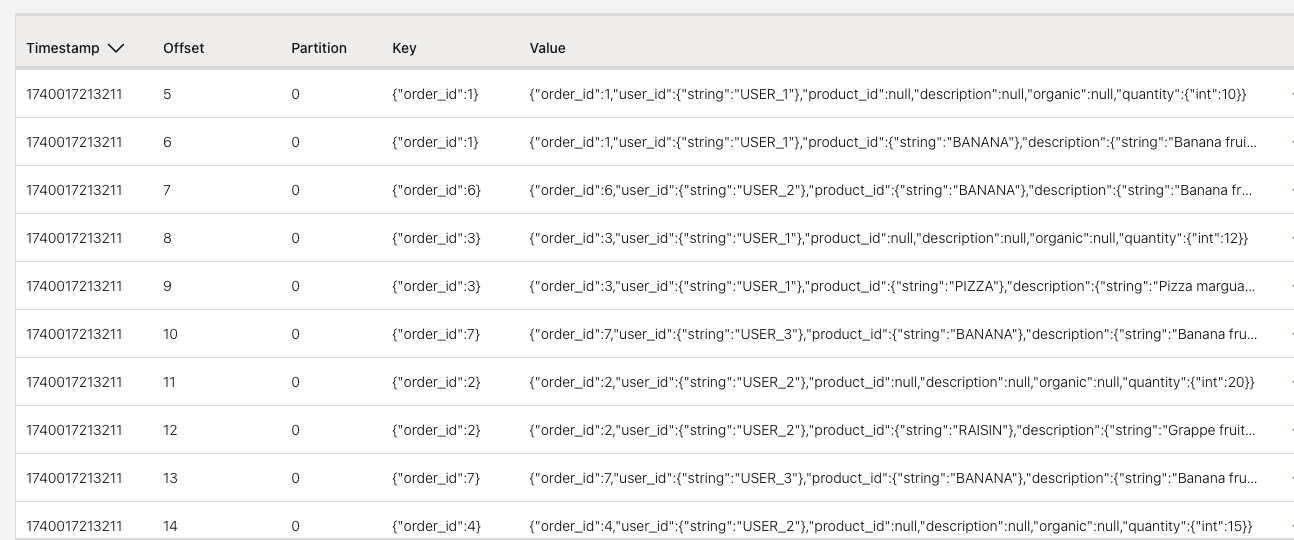 Timestamp Offset Partition Key Value
1740017213211 5 0 {"order_id":1} {"order_id":1,"user_id":{"string":"USER_1"},"product_id":null,"description":null,"organic":null,"quantity":{"int":10}}
1740017213211 6 0 {"order_id":1} {"order_id":1,"user_id":{"string":"USER_1"},"product_id":{"string":"BANANA"},"description":{"string":"Banana frui...
1740017213211 7 0 {"order_id":6} {"order_id":6,"user_id":{"string":"USER_2"},"product_id":{"string":"BANANA"},"description":{"string":"Banana fr...
1740017213211 8 0 {"order_id":3} {"order_id":3,"user_id":{"string":"USER_1"},"product_id":null,"description":null,"organic":null,"quantity":{"int":12}}
1740017213211 9 0 {"order_id":3} {"order_id":3,"user_id":{"string":"USER_1"},"product_id":{"string":"PIZZA"},"description":{"string":"Pizza margua...
1740017213211 10 0 {"order_id":7} {"order_id":7,"user_id":{"string":"USER_3"},"product_id":{"string":"BANANA"},"description":{"string":"Banana fru...
1740017213211 11 0 {"order_id":2} {"order_id":2,"user_id":{"string":"USER_2"},"product_id":null,"description":null,"organic":null,"quantity":{"int":20}}
1740017213211 12 0 {"order_id":2} {"order_id":2,"user_id":{"string":"USER_2"},"product_id":{"string":"RAISIN"},"description":{"string":"Grappe fruit...
1740017213211 13 0 {"order_id":7} {"order_id":7,"user_id":{"string":"USER_3"},"product_id":{"string":"BANANA"},"description":{"string":"Banana fru...
1740017213211 14 0 {"order_id":4} {"order_id":4,"user_id":{"string":"USER_2"},"product_id":null,"description":null,"organic":null,"quantity":{"int":15}}